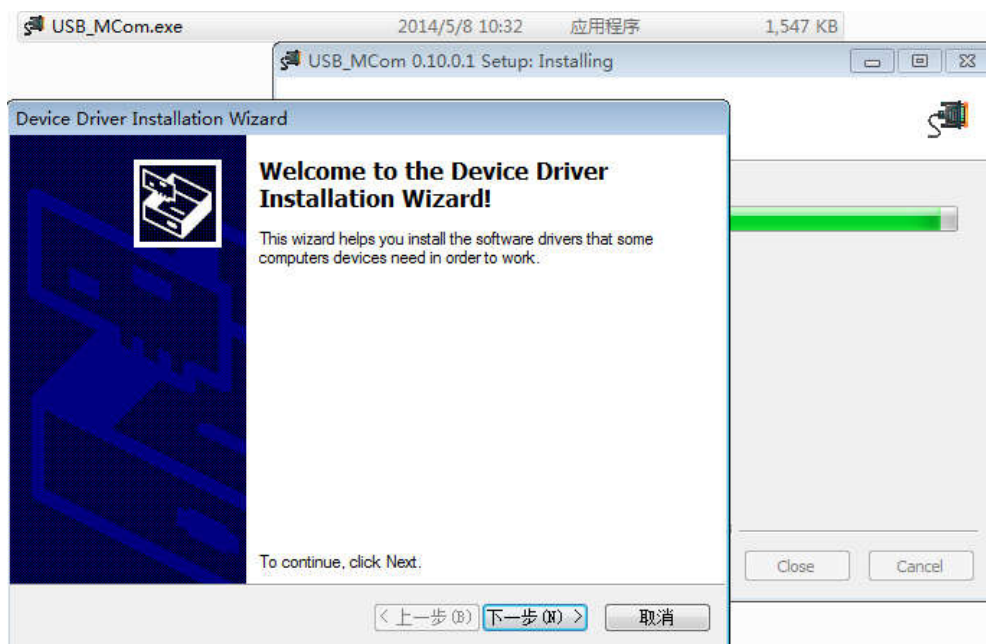 USB_MCom.exe 2014/5/8 10:32 应用程序 1,547 KB
USB_MCom 0.10.0.1 Setup: Installing
Device Driver Installation Wizard
Welcome to the Device Driver
Installation Wizard!
This wizard helps you install the software drivers that some
computers devices need in order to work.
To continue, click Next.
Close Cancel
< 上一步(B) 下一步(N) > 取消